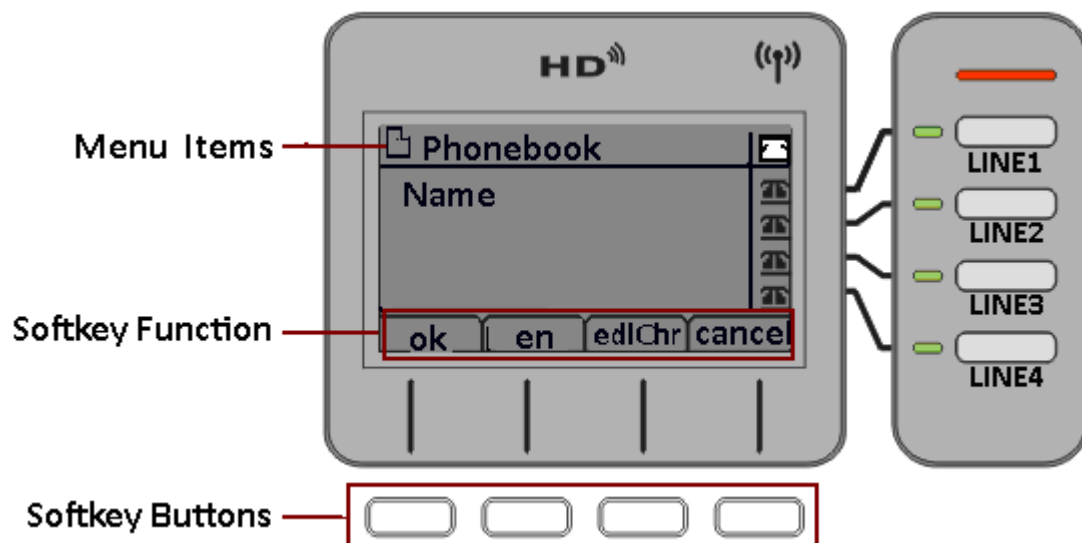 HD
Menu Items
Phonebook
Name
LINE1
LINE2
LINE3
LINE4
Softkey Function
ok
en
edlChr
cancel
Softkey Buttons